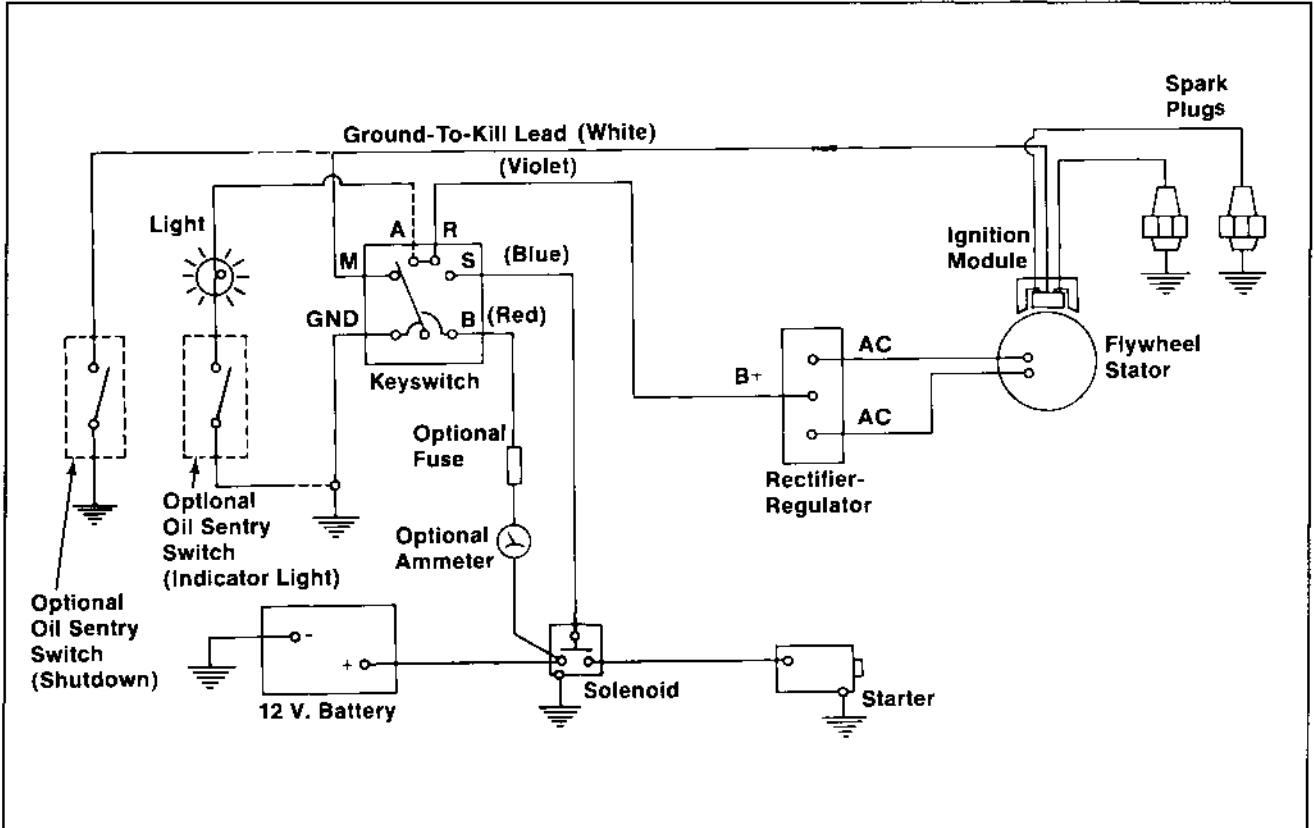 Spark
Plugs
Ground-To-Kill Lead (White)
(Violet)
Light
A
R
M
S
(Blue)
GND
B
(Red)
Keyswitch
Ignition
Module
Flywheel
Stator
AC
B+
AC
Rectifier-
Regulator
Optional
Fuse
Optional
Ammeter
Optional
Oil Sentry
Switch
(Indicator Light)
Optional
Oil Sentry
Switch
(Shutdown)
-
+
12 V. Battery
Solenoid
Starter